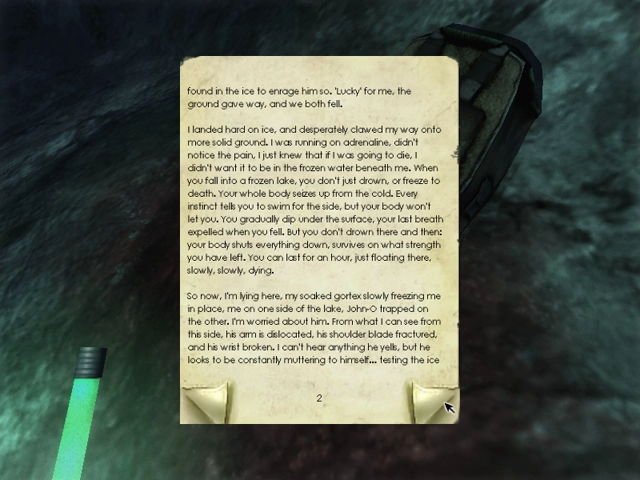 found in the ice to enrage him so. 'Lucky' for me, the
ground gave way, and we both fell.
I landed hard on ice, and desperately clawed my way onto
more solid ground. I was running on adrenaline, didn't
notice the pain, I just knew that if I was going to die, I
didn't want it to be in the frozen water beneath me. When
you fall into a frozen lake, you don't just drown, or freeze to
death. Your whole body seizes up from the cold. Every
instinct tells you to swim for the side, but your body won't
let you. You gradually dip under the surface, your last breath
expelled when you fell. But you don't drown there and then:
your body shuts everything down, survives on what strength
you have left. You can last for an hour, just floating there,
slowly, slowly, dying.
So now, I'm lying here, my soaked gortex slowly freezing me
in place, me on one side of the lake, John-O trapped on
the other. I'm worried about him. From what I can see from
this side, his arm is dislocated, his shoulder blade fractured,
and his wrist broken. I can't hear anything he yells, but he
looks to be constantly muttering to himself... testing the ice
2